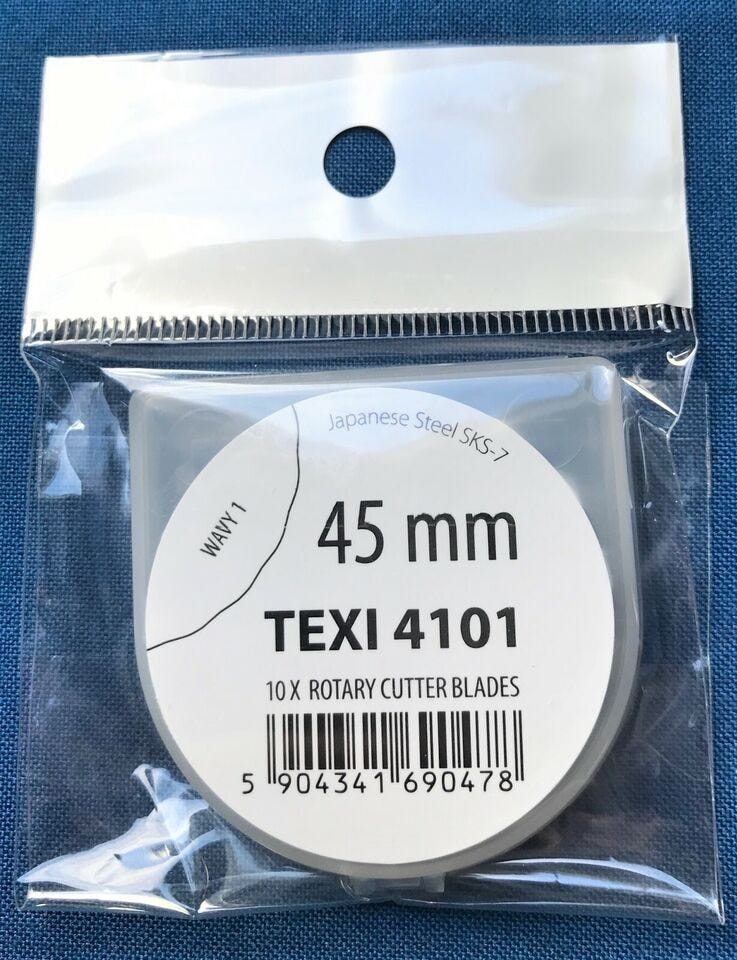 Japanese Steel SKS-7
WAVY 1
45 mm
TEXI 4101
10 X ROTARY CUTTER BLADES
5 904341 690478